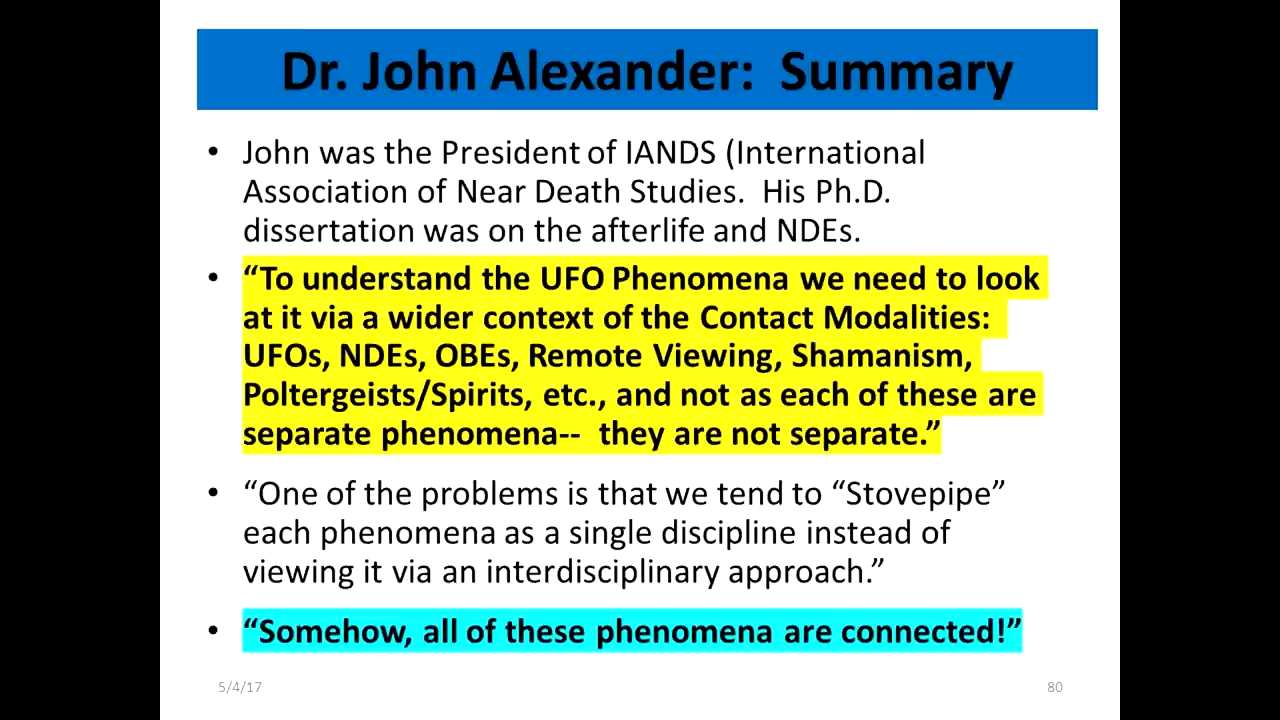 Dr. John Alexander:  Summary
• John was the President of IANDS (International
Association of Near Death Studies.  His Ph.D.
dissertation was on the afterlife and NDEs.
• “To understand the UFO Phenomena we need to look
at it via a wider context of the Contact Modalities:
UFOs, NDEs, OBEs, Remote Viewing, Shamanism,
Poltergeists/Spirits, etc., and not as each of these are
separate phenomena--  they are not separate.”
• “One of the problems is that we tend to “Stovepipe”
each phenomena as a single discipline instead of
viewing it via an interdisciplinary approach.”
• “Somehow, all of these phenomena are connected!”
5/4/17
80